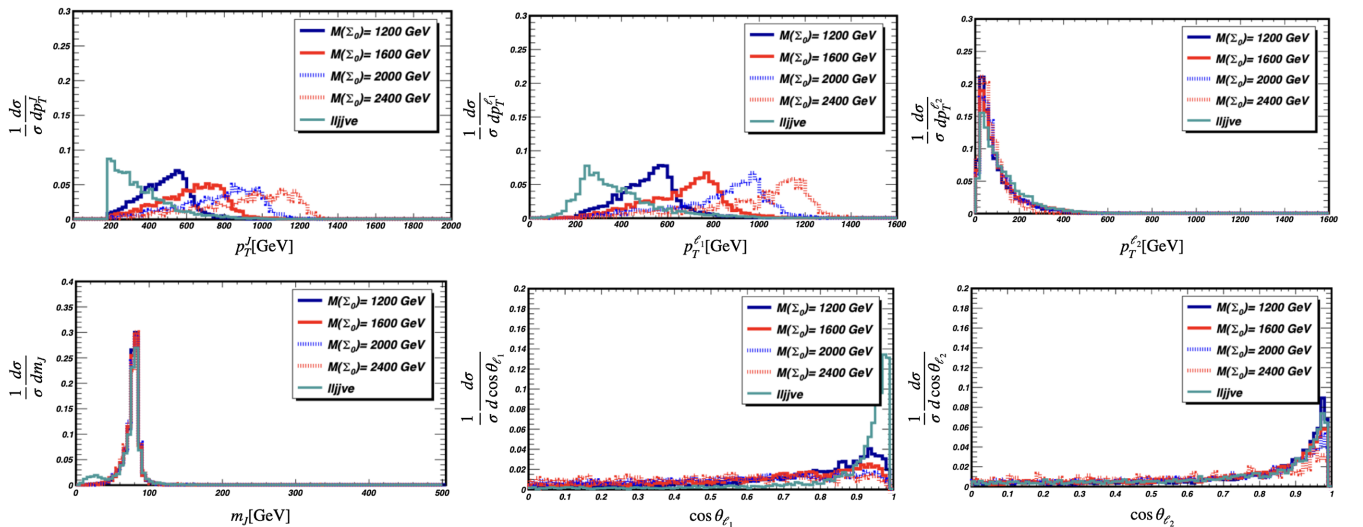 0.3
0.25
0.2
0.15
0.1
0.05
0
0 200 400 600 800 1000 1200 1400 1600 1800 2000
1/σ dσ/dp_T^J
p_T^J[GeV]
M(Σ₀)= 1200 GeV
M(Σ₀)= 1600 GeV
M(Σ₀)= 2000 GeV
M(Σ₀)= 2400 GeV
lljjve
0.3
0.25
0.2
0.15
0.1
0.05
0
0 200 400 600 800 1000 1200 1400 1600
1/σ dσ/dp_T^ℓ₁
p_T^ℓ₁[GeV]
M(Σ₀)= 1200 GeV
M(Σ₀)= 1600 GeV
M(Σ₀)= 2000 GeV
M(Σ₀)= 2400 GeV
lljjve
0.3
0.25
0.2
0.15
0.1
0.05
0
0 200 400 600 800 1000 1200 1400 1600
1/σ dσ/dp_T^ℓ₂
p_T^ℓ₂[GeV]
M(Σ₀)= 1200 GeV
M(Σ₀)= 1600 GeV
M(Σ₀)= 2000 GeV
M(Σ₀)= 2400 GeV
lljjve
0.4
0.35
0.3
0.25
0.2
0.15
0.1
0.05
0
0 100 200 300 400 500
1/σ dσ/dm_J
m_J[GeV]
M(Σ₀)= 1200 GeV
M(Σ₀)= 1600 GeV
M(Σ₀)= 2000 GeV
M(Σ₀)= 2400 GeV
lljjve
0.2
0.18
0.16
0.14
0.12
0.1
0.08
0.06
0.04
0.02
0
0 0.1 0.2 0.3 0.4 0.5 0.6 0.7 0.8 0.9 1
1/σ dσ/d cos θ_ℓ₁
cos θ_ℓ₁
M(Σ₀)= 1200 GeV
M(Σ₀)= 1600 GeV
M(Σ₀)= 2000 GeV
M(Σ₀)= 2400 GeV
lljjve
0.2
0.18
0.16
0.14
0.12
0.1
0.08
0.06
0.04
0.02
0
0 0.1 0.2 0.3 0.4 0.5 0.6 0.7 0.8 0.9 1
1/σ dσ/d cos θ_ℓ₂
cos θ_ℓ₂
M(Σ₀)= 1200 GeV
M(Σ₀)= 1600 GeV
M(Σ₀)= 2000 GeV
M(Σ₀)= 2400 GeV
lljjve